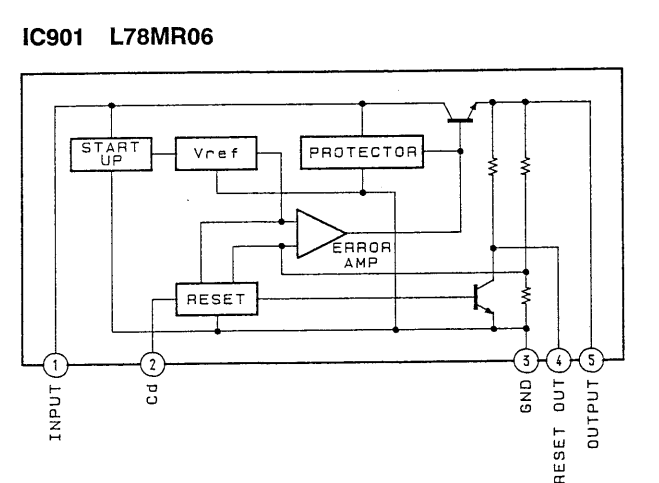 IC901 L78MR06
START
UP
Vref
PROTECTOR
ERROR
AMP
RESET
1
2
3
4
5
INPUT
Cd
GND
RESET OUT
OUTPUT